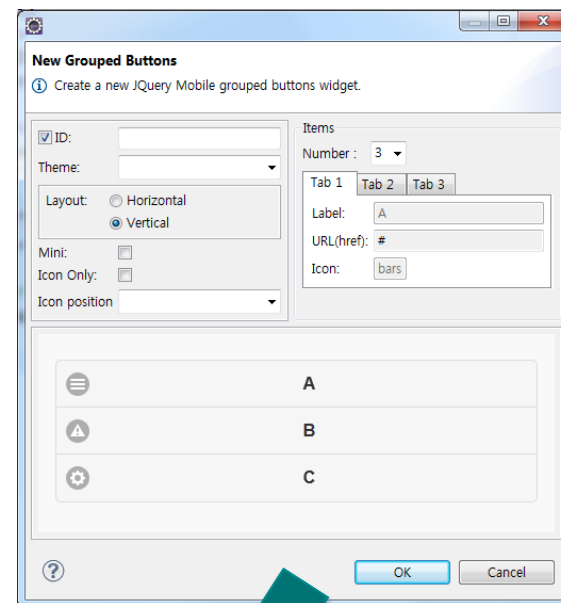 New Grouped Buttons
Create a new JQuery Mobile grouped buttons widget.
ID:
Theme:
Layout:
Horizontal
Vertical
Mini:
Icon Only:
Icon position
Items
Number :
3
Tab 1
Tab 2
Tab 3
Label:
A
URL(href):
#
Icon:
bars
A
B
C
OK
Cancel